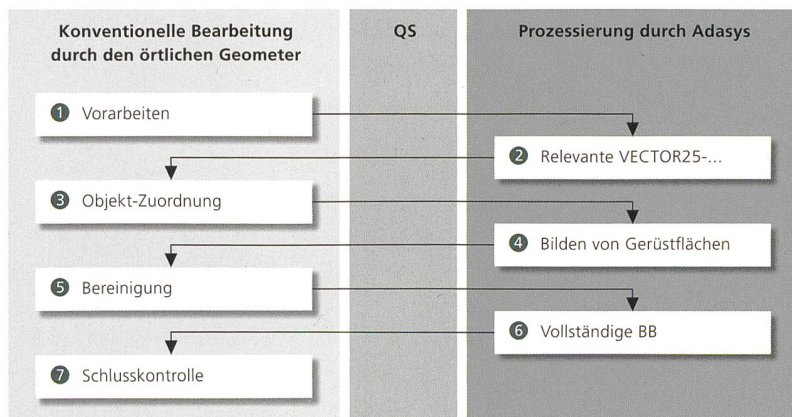 Konventionelle Bearbeitung
durch den örtlichen Geometer
QS
Prozessierung durch Adasys
1 Vorarbeiten
2 Relevante VECTOR25-...
3 Objekt-Zuordnung
4 Bilden von Gerüstflächen
5 Bereinigung
6 Vollständige BB
7 Schlusskontrolle